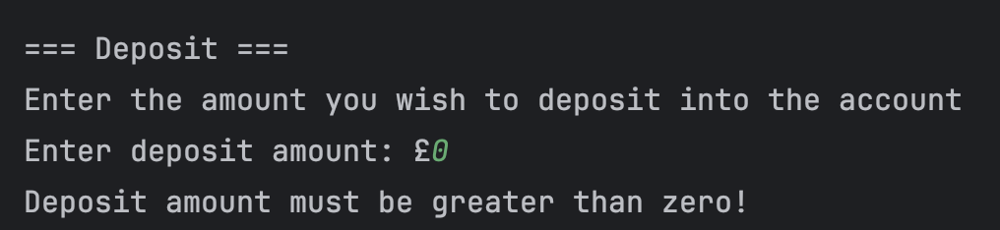 === Deposit ===
Enter the amount you wish to deposit into the account
Enter deposit amount: £0
Deposit amount must be greater than zero!